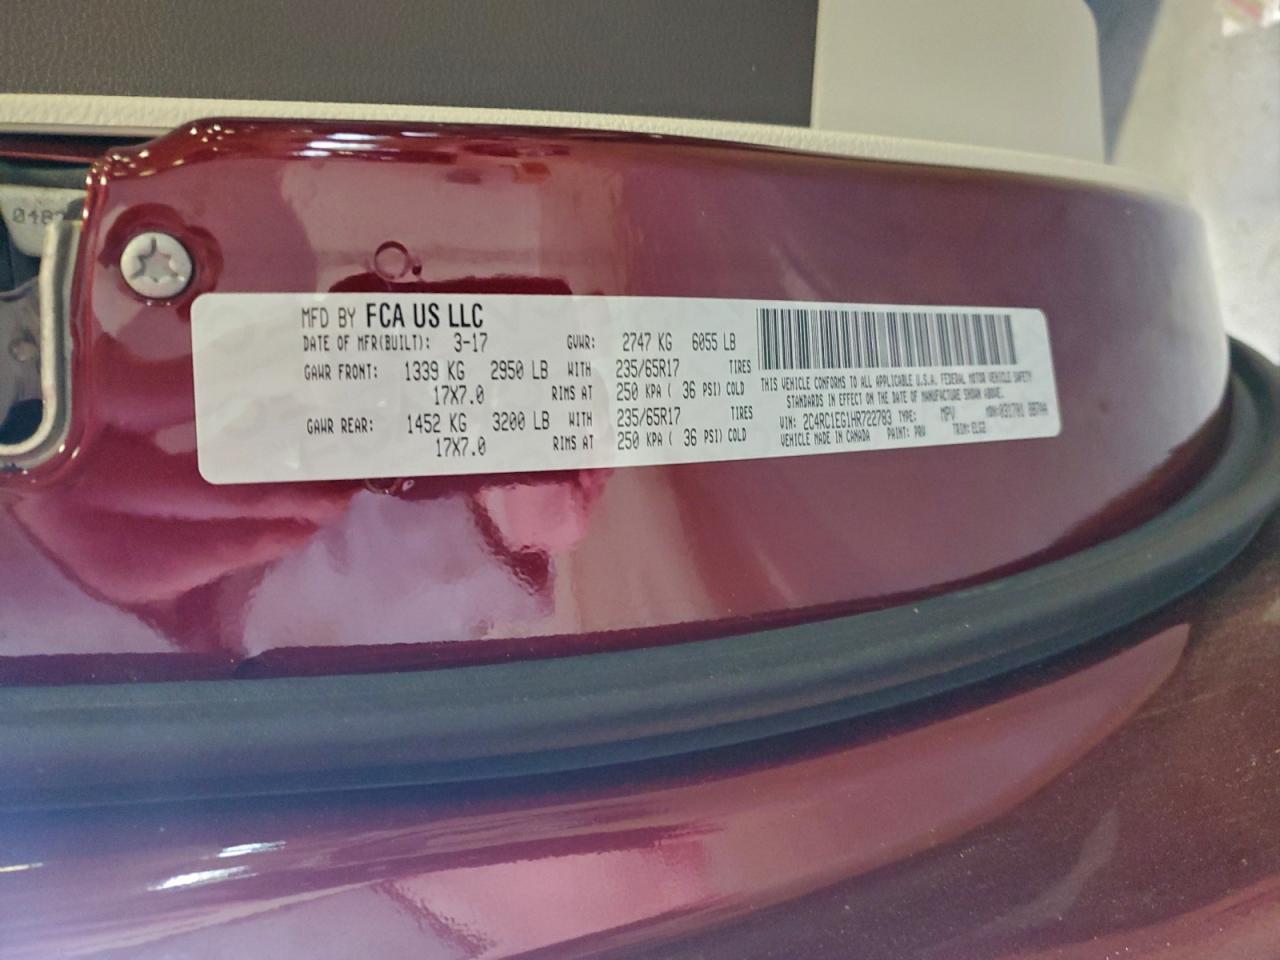 MFD BY FCA US LLC
DATE OF MFR(BUILT): 3-17 GVWR: 2747 KG 6055 LB
GAWR FRONT: 1339 KG 2950 LB WITH 235/65R17 TIRES
17X7.0 RIMS AT 250 KPA ( 36 PSI) COLD
GAWR REAR: 1452 KG 3200 LB WITH 235/65R17 TIRES
17X7.0 RIMS AT 250 KPA ( 36 PSI) COLD
THIS VEHICLE CONFORMS TO ALL APPLICABLE U.S.A. FEDERAL MOTOR VEHICLE SAFETY
STANDARDS IN EFFECT ON THE DATE OF MANUFACTURE SHOWN ABOVE.
VIN: 2C4RC1EG1HR722783 TYPE: MPV MDH:
VEHICLE MADE IN CANADA PAINT: PRV TRIM:
048